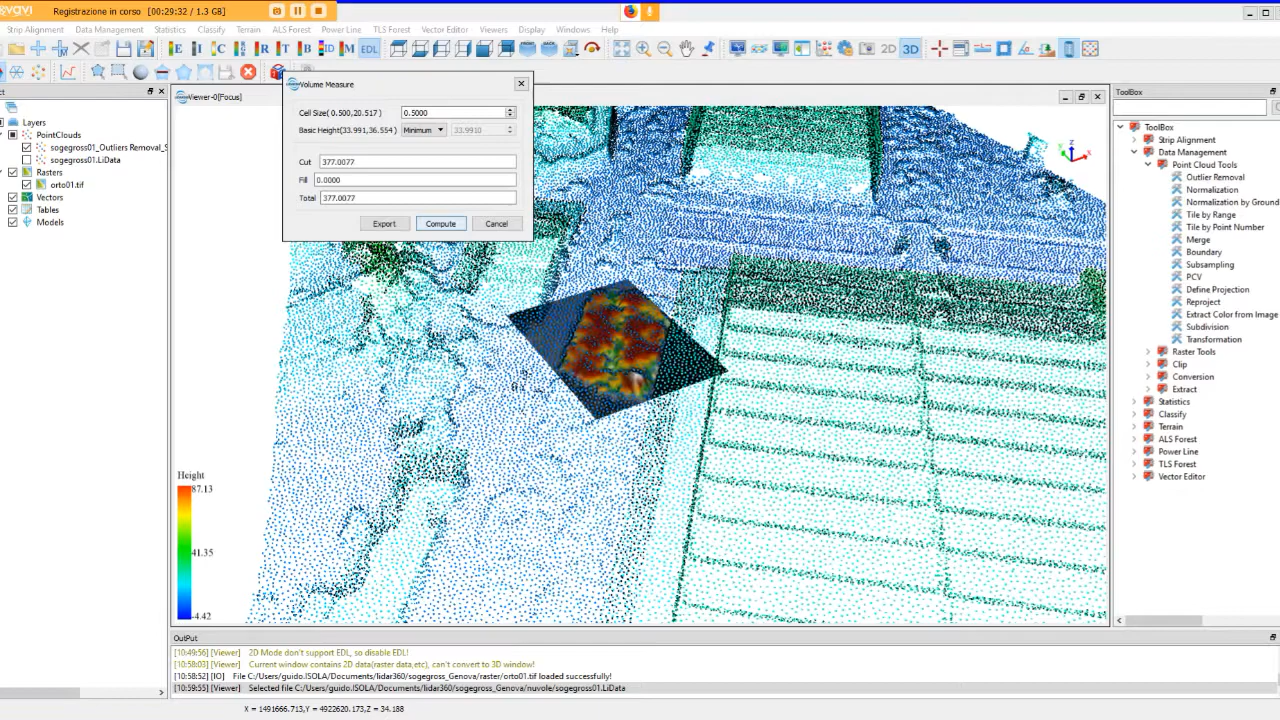 Registrazione in corso [00:29:32 / 1.3 GB]
Strip Alignment Data Management Statistics Classify Terrain ALS Forest Power Line TLS Forest Vector Editor Viewers Display Windows Help
E I C R T B ID M EDL 2D 3D
Volume Measure
Viewer-0[Focus]
ToolBox
Cell Size( 0.500,20.517 ) 0.5000
Basic Height(33.991,36.554 ) Minimum 33.9910
Cut 377.0077
Fill 0.0000
Total 377.0077
Export Compute Cancel
Layers
PointClouds
sogegross01_Outliers Removal_S
sogegross01.LiData
Rasters
orto01.tif
Vectors
Tables
Models
ToolBox
Strip Alignment
Data Management
Point Cloud Tools
Outlier Removal
Normalization
Normalization by Ground
Tile by Range
Tile by Point Number
Merge
Boundary
Subsampling
PCV
Define Projection
Reproject
Extract Color from Image
Subdivision
Transformation
Raster Tools
Clip
Conversion
Extract
Statistics
Classify
Terrain
ALS Forest
Power Line
TLS Forest
Vector Editor
z
y
x
Height
87.13
41.35
-4.42
OutPut
[10:49:56] [Viewer] 2D Mode don't support EDL, so disable EDL!
[10:58:03] [Viewer] Current window contains 2D data(raster data,etc), can't convert to 3D window!
[10:58:52] [IO] File C:/Users/guido.ISOLA/Documents/lidar360/sogegross_Genova/raster/orto01.tif loaded successfully!
[10:59:55] [Viewer] Selected file C:/Users/guido.ISOLA/Documents/lidar360/sogegross_Genova/nuvole/sogegross01.LiData
X = 1491666.713, Y = 4922620.173, Z = 34.188